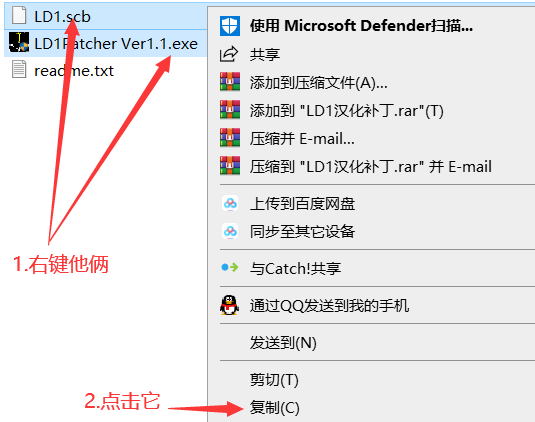 LD1.scb
LD1Patcher Ver1.1.exe
readme.txt
1.右键他俩
2.点击它
使用 Microsoft Defender扫描...
共享
添加到压缩文件(A)...
添加到 "LD1汉化补丁.rar"(T)
压缩并 E-mail...
压缩到 "LD1汉化补丁.rar" 并 E-mail
上传到百度网盘
同步至其它设备
与Catch!共享
通过QQ发送到我的手机
发送到(N)
剪切(T)
复制(C)